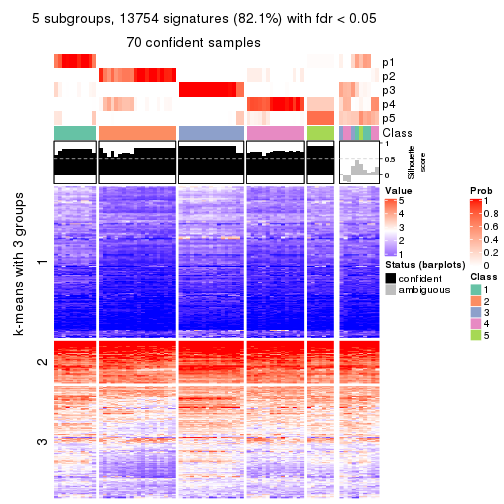 5 subgroups, 13754 signatures (82.1%) with fdr < 0.05
70 confident samples
p1
p2
p3
p4
p5
Class
1
0.5
0
Silhouette
score
k-means with 3 groups
1
2
3
Value
5
4
3
2
1
Status (barplots)
confident
ambiguous
Prob
1
0.8
0.6
0.4
0.2
0
Class
1
2
3
4
5